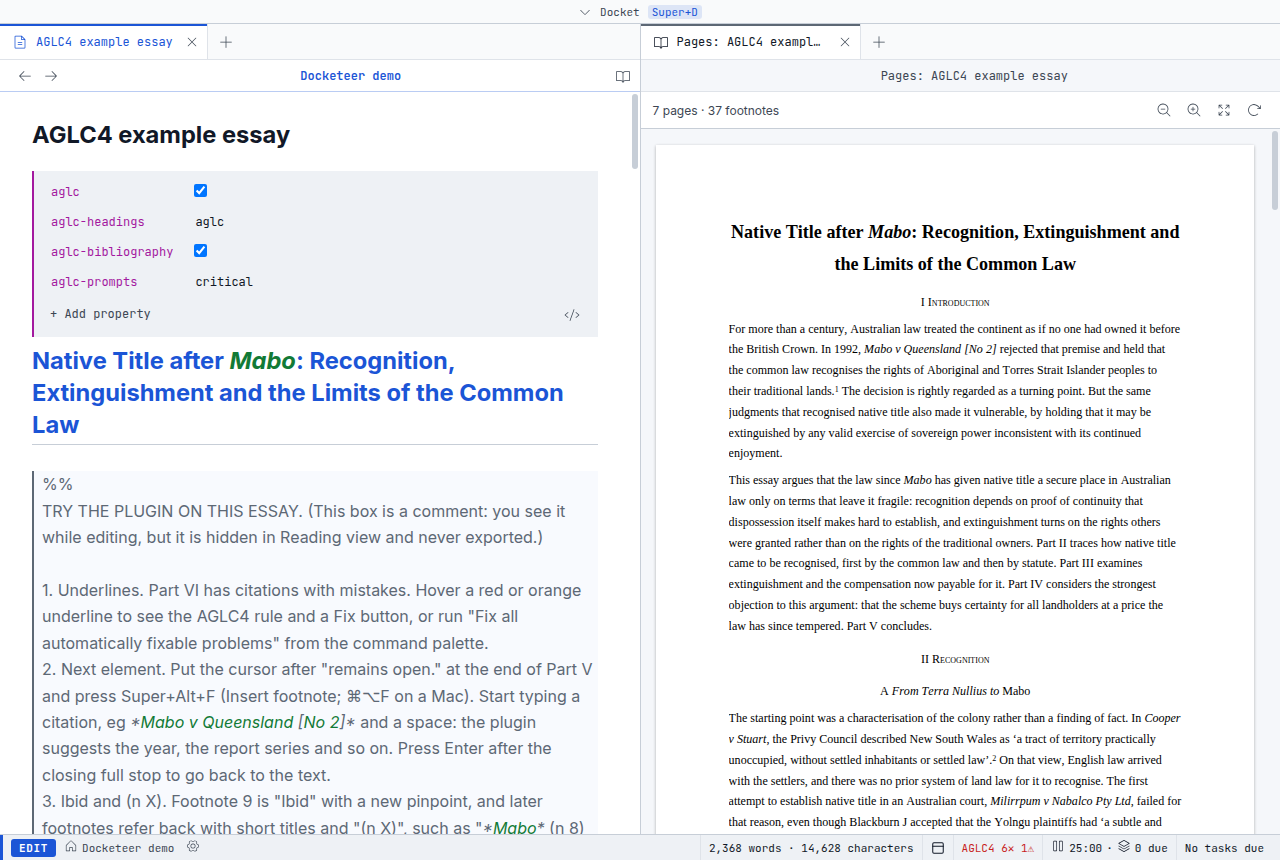 Docket Super+D
AGLC4 example essay
Pages: AGLC4 exampl…
Docketeer demo
Pages: AGLC4 example essay
7 pages · 37 footnotes
AGLC4 example essay
aglc
aglc-headings aglc
aglc-bibliography
aglc-prompts critical
+ Add property </>
Native Title after Mabo: Recognition,
Extinguishment and the Limits of the Common
Law
%%
TRY THE PLUGIN ON THIS ESSAY. (This box is a comment: you see it
while editing, but it is hidden in Reading view and never exported.)
1. Underlines. Part VI has citations with mistakes. Hover a red or orange
underline to see the AGLC4 rule and a Fix button, or run "Fix all
automatically fixable problems" from the command palette.
2. Next element. Put the cursor after "remains open." at the end of Part V
and press Super+Alt+F (Insert footnote; ⌘⌥F on a Mac). Start typing a
citation, eg *Mabo v Queensland [No 2]* and a space: the plugin
suggests the year, the report series and so on. Press Enter after the
closing full stop to go back to the text.
3. Ibid and (n X). Footnote 9 is "Ibid" with a new pinpoint, and later
footnotes refer back with short titles and "(n X)", such as "*Mabo* (n 8)
Native Title after Mabo: Recognition, Extinguishment and
the Limits of the Common Law
I Introduction
For more than a century, Australian law treated the continent as if no one had owned it before
the British Crown. In 1992, Mabo v Queensland [No 2] rejected that premise and held that
the common law recognises the rights of Aboriginal and Torres Strait Islander peoples to
their traditional lands.¹ The decision is rightly regarded as a turning point. But the same
judgments that recognised native title also made it vulnerable, by holding that it may be
extinguished by any valid exercise of sovereign power inconsistent with its continued
enjoyment.
This essay argues that the law since Mabo has given native title a secure place in Australian
law only on terms that leave it fragile: recognition depends on proof of continuity that
dispossession itself makes hard to establish, and extinguishment turns on the rights others
were granted rather than on the rights of the traditional owners. Part II traces how native title
came to be recognised, first by the common law and then by statute. Part III examines
extinguishment and the compensation now payable for it. Part IV considers the strongest
objection to this argument: that the scheme buys certainty for all landholders at a price the
law has since tempered. Part V concludes.
II Recognition
A From Terra Nullius to Mabo
The starting point was a characterisation of the colony rather than a finding of fact. In Cooper
v Stuart, the Privy Council described New South Wales as ‘a tract of territory practically
unoccupied, without settled inhabitants or settled law’.² On that view, English law arrived
with the settlers, and there was no prior system of land law for it to recognise. The first
attempt to establish native title in an Australian court, Milirrpum v Nabalco Pty Ltd, failed for
that reason, even though Blackburn J accepted that the Yolngu plaintiffs had ‘a subtle and
EDIT Docketeer demo
2,368 words · 14,628 characters
AGLC4 6× 1⚠
25:00 · 0 due
No tasks due